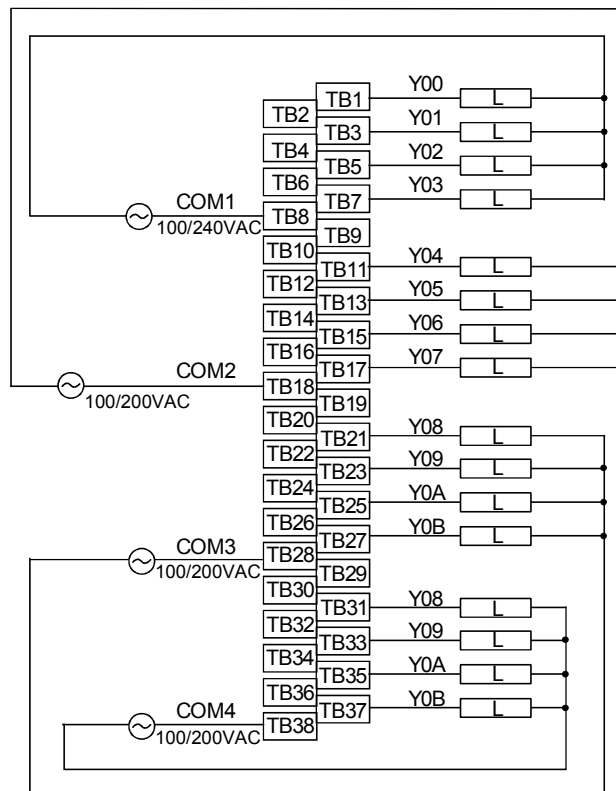 Y00
TB1 L
TB2
Y01
TB3 L
TB4
Y02
TB5 L
TB6
Y03
TB7 L
COM1
TB8
100/240VAC
TB9
TB10
Y04
TB11 L
TB12
Y05
TB13 L
TB14
Y06
TB15 L
TB16
Y07
TB17 L
COM2
TB18
100/200VAC
TB19
TB20
Y08
TB21 L
TB22
Y09
TB23 L
TB24
Y0A
TB25 L
TB26
Y0B
TB27 L
COM3
TB28
100/200VAC
TB29
TB30
Y08
TB31 L
TB32
Y09
TB33 L
TB34
Y0A
TB35 L
TB36
Y0B
TB37 L
COM4
TB38
100/200VAC